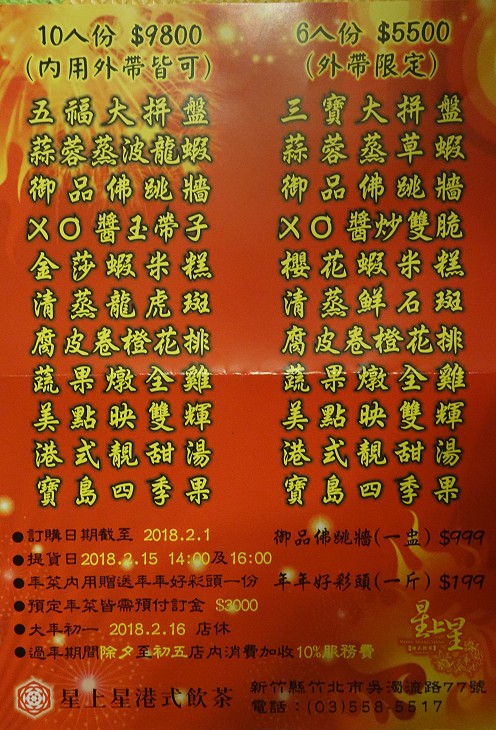 10人份 $9800
(內用外帶皆可)
五福大拼盤
蒜蓉蒸波龍蝦
御品佛跳牆
XO醬玉帶子
金莎蝦米糕
清蒸龍虎斑
腐皮卷橙花排
蔬果燉全雞
美點映雙輝
港式靚甜湯
寶島四季果
6人份 $5500
(外帶限定)
三寶大拼盤
蒜蓉蒸草蝦
御品佛跳牆
XO醬炒雙脆
櫻花蝦米糕
清蒸鮮石斑
腐皮卷橙花排
蔬果燉全雞
美點映雙輝
港式靚甜湯
寶島四季果
●訂購日期截至 2018.2.1
●提貨日2018.2.15 14:00及16:00
●年菜內用贈送年年好彩頭一份
●預定年菜皆需預付訂金 $3000
●大年初一 2018.2.16 店休
●過年期間除夕至初五店內消費加收10%服務費
御品佛跳牆(一盅) $999
年年好彩頭(一斤) $199
星上星
星上星港式飲茶
新竹縣竹北市吳濁流路77號
電話：(03)558-5517